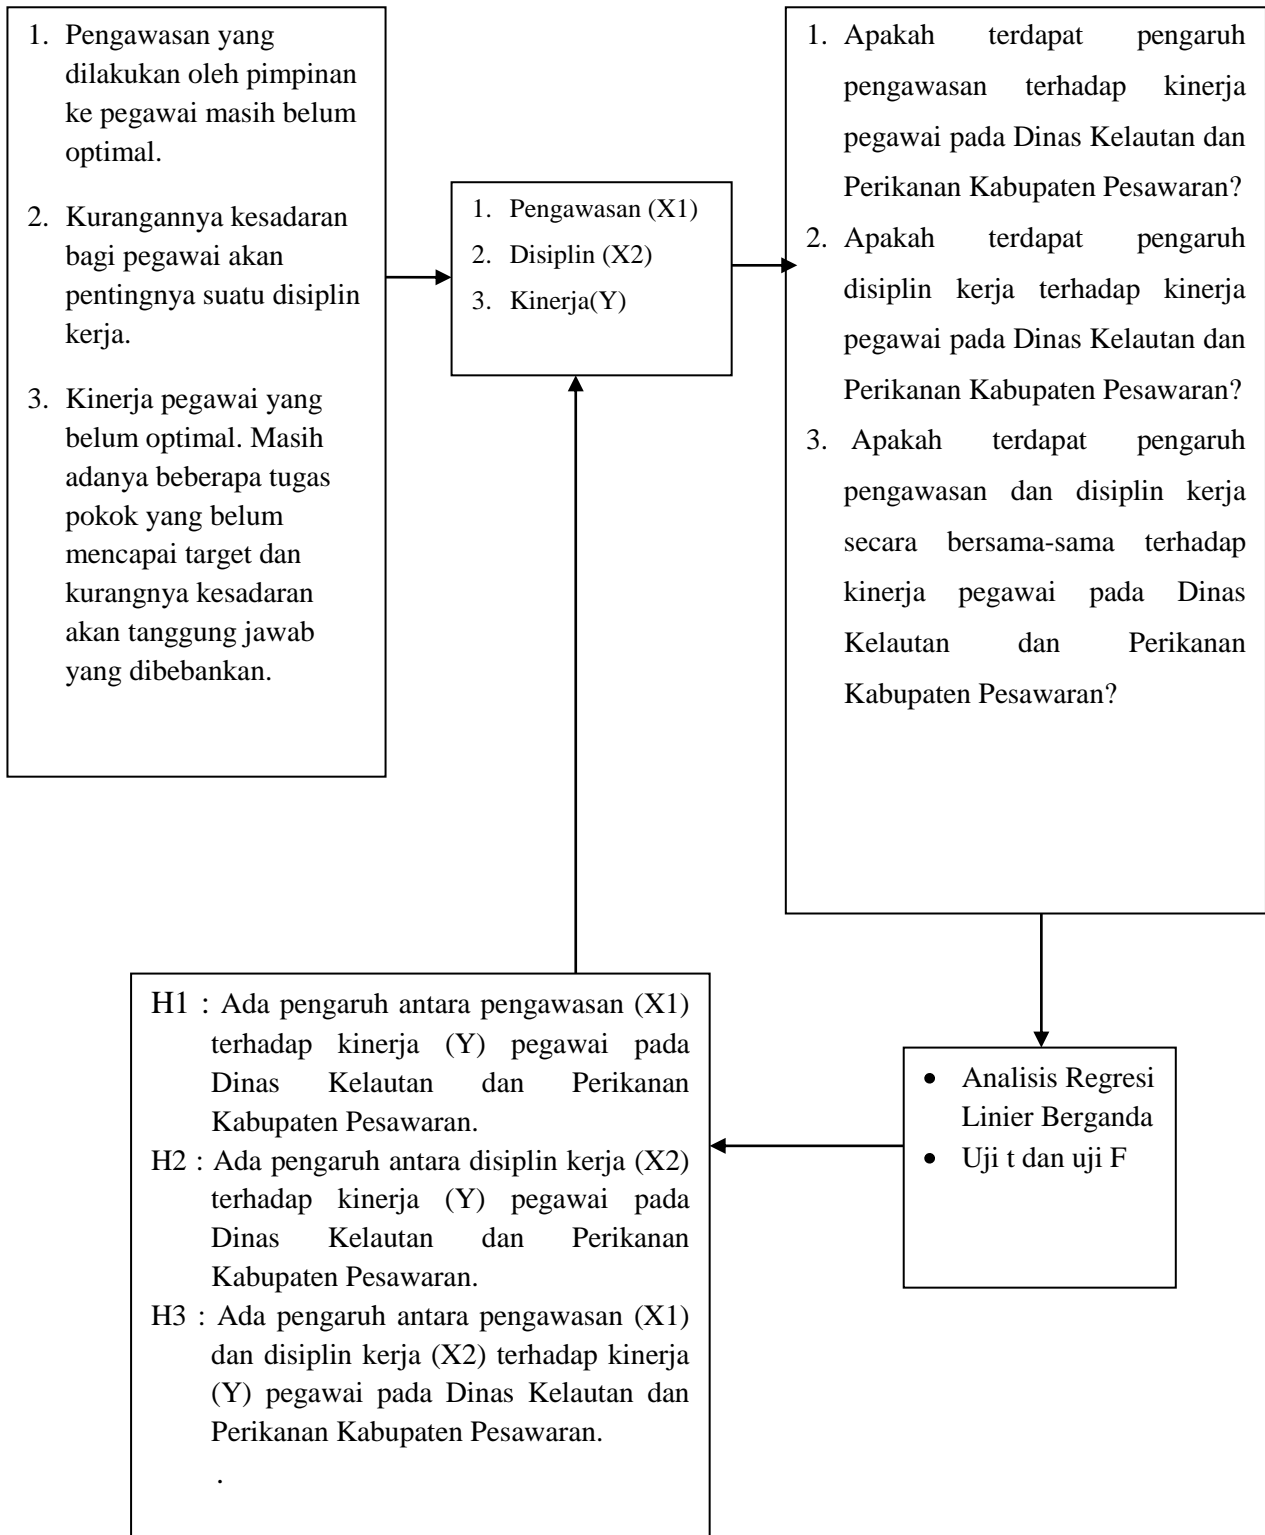 1. Pengawasan yang
dilakukan oleh pimpinan
ke pegawai masih belum
optimal.
2. Kurangannya kesadaran
bagi pegawai akan
pentingnya suatu disiplin
kerja.
3. Kinerja pegawai yang
belum optimal. Masih
adanya beberapa tugas
pokok yang belum
mencapai target dan
kurangnya kesadaran
akan tanggung jawab
yang dibebankan.
1. Pengawasan (X1)
2. Disiplin (X2)
3. Kinerja(Y)
1. Apakah terdapat pengaruh
pengawasan terhadap kinerja
pegawai pada Dinas Kelautan dan
Perikanan Kabupaten Pesawaran?
2. Apakah terdapat pengaruh
disiplin kerja terhadap kinerja
pegawai pada Dinas Kelautan dan
Perikanan Kabupaten Pesawaran?
3. Apakah terdapat pengaruh
pengawasan dan disiplin kerja
secara bersama-sama terhadap
kinerja pegawai pada Dinas
Kelautan dan Perikanan
Kabupaten Pesawaran?
• Analisis Regresi
Linier Berganda
• Uji t dan uji F
H1 : Ada pengaruh antara pengawasan (X1)
terhadap kinerja (Y) pegawai pada
Dinas Kelautan dan Perikanan
Kabupaten Pesawaran.
H2 : Ada pengaruh antara disiplin kerja (X2)
terhadap kinerja (Y) pegawai pada
Dinas Kelautan dan Perikanan
Kabupaten Pesawaran.
H3 : Ada pengaruh antara pengawasan (X1)
dan disiplin kerja (X2) terhadap kinerja
(Y) pegawai pada Dinas Kelautan dan
Perikanan Kabupaten Pesawaran.
.